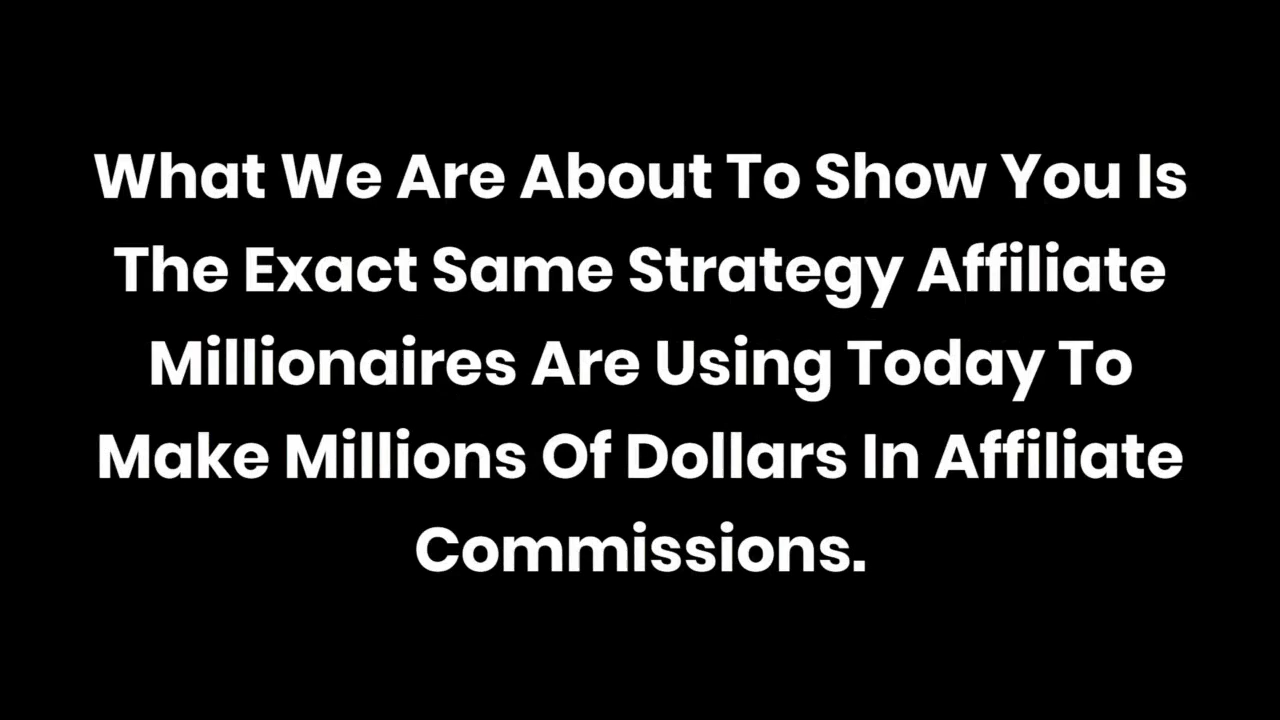 What We Are About To Show You Is
The Exact Same Strategy Affiliate
Millionaires Are Using Today To
Make Millions Of Dollars In Affiliate
Commissions.